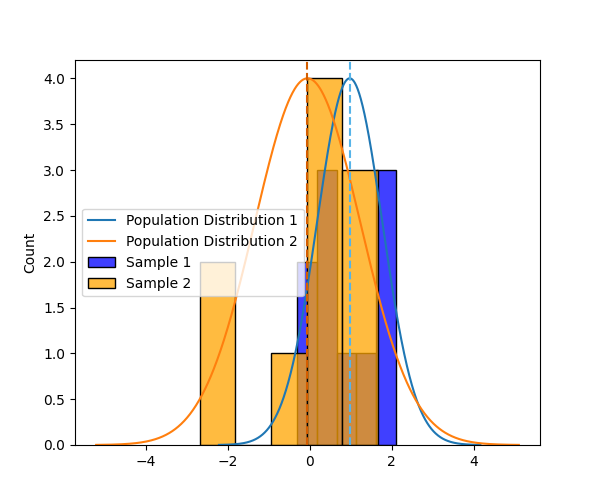 4.0
3.5
3.0
2.5
2.0
1.5
1.0
0.5
0.0
Count
Population Distribution 1
Population Distribution 2
Sample 1
Sample 2
−4 −2 0 2 4